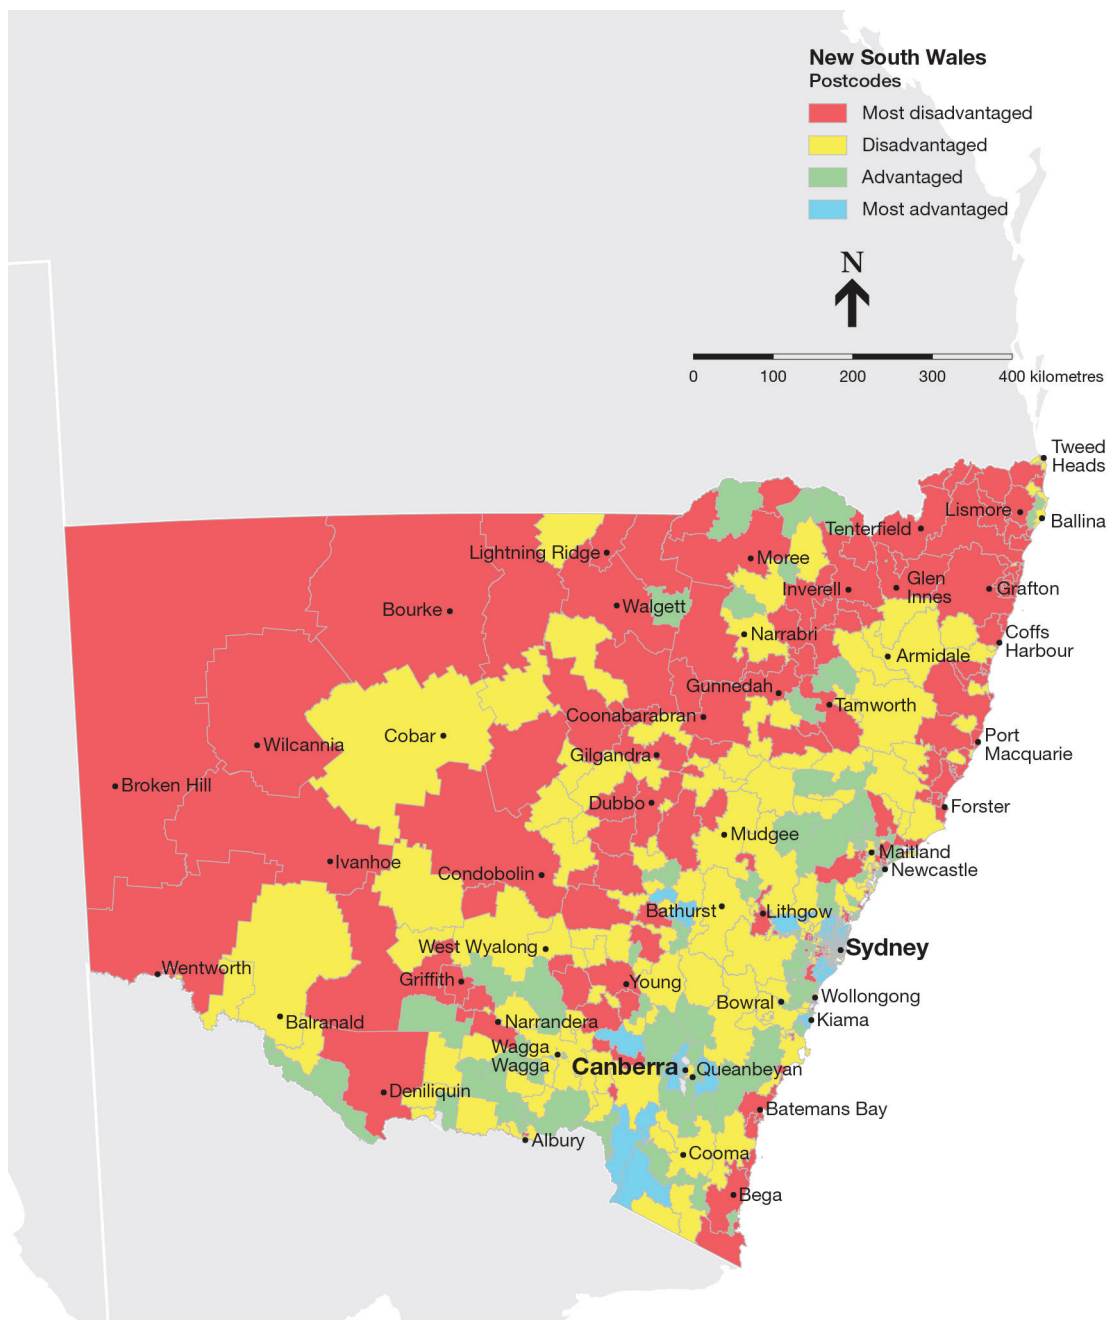 New South Wales
Postcodes
Most disadvantaged
Disadvantaged
Advantaged
Most advantaged
N
0 100 200 300 400 kilometres
Tweed
Heads
Lismore
Ballina
Tenterfield
Lightning Ridge
Moree
Glen
Innes
Inverell
Grafton
Bourke
Walgett
Narrabri
Coffs
Harbour
Armidale
Gunnedah
Tamworth
Coonabarabran
Cobar
Wilcannia
Port
Macquarie
Gilgandra
Broken Hill
Dubbo
Forster
Mudgee
Maitland
Ivanhoe
Newcastle
Condobolin
Bathurst
Lithgow
West Wyalong
Sydney
Wentworth
Griffith
Young
Wollongong
Bowral
Balranald
Narrandera
Kiama
Wagga
Wagga
Canberra
Queanbeyan
Deniliquin
Batemans Bay
Albury
Cooma
Bega